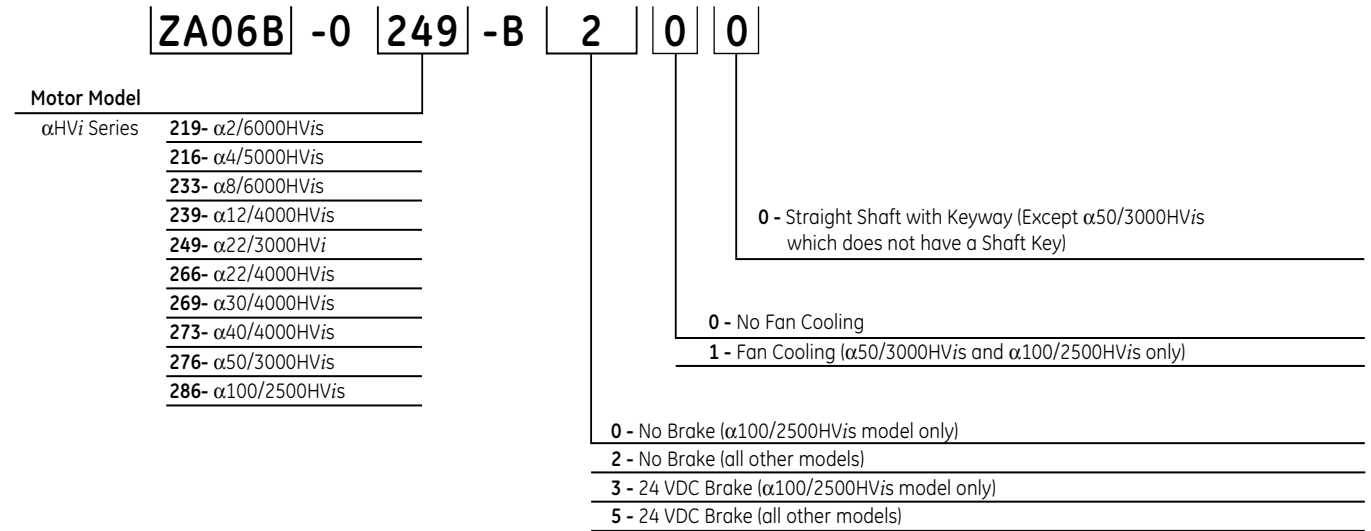 ZA06B -0 249 -B 2 0 0
Motor Model
αHVi Series
219- α2/6000HVis
216- α4/5000HVis
233- α8/6000HVis
239- α12/4000HVis
249- α22/3000HVi
266- α22/4000HVis
269- α30/4000HVis
273- α40/4000HVis
276- α50/3000HVis
286- α100/2500HVis
0 - Straight Shaft with Keyway (Except α50/3000HVis
which does not have a Shaft Key)
0 - No Fan Cooling
1 - Fan Cooling (α50/3000HVis and α100/2500HVis only)
0 - No Brake (α100/2500HVis model only)
2 - No Brake (all other models)
3 - 24 VDC Brake (α100/2500HVis model only)
5 - 24 VDC Brake (all other models)